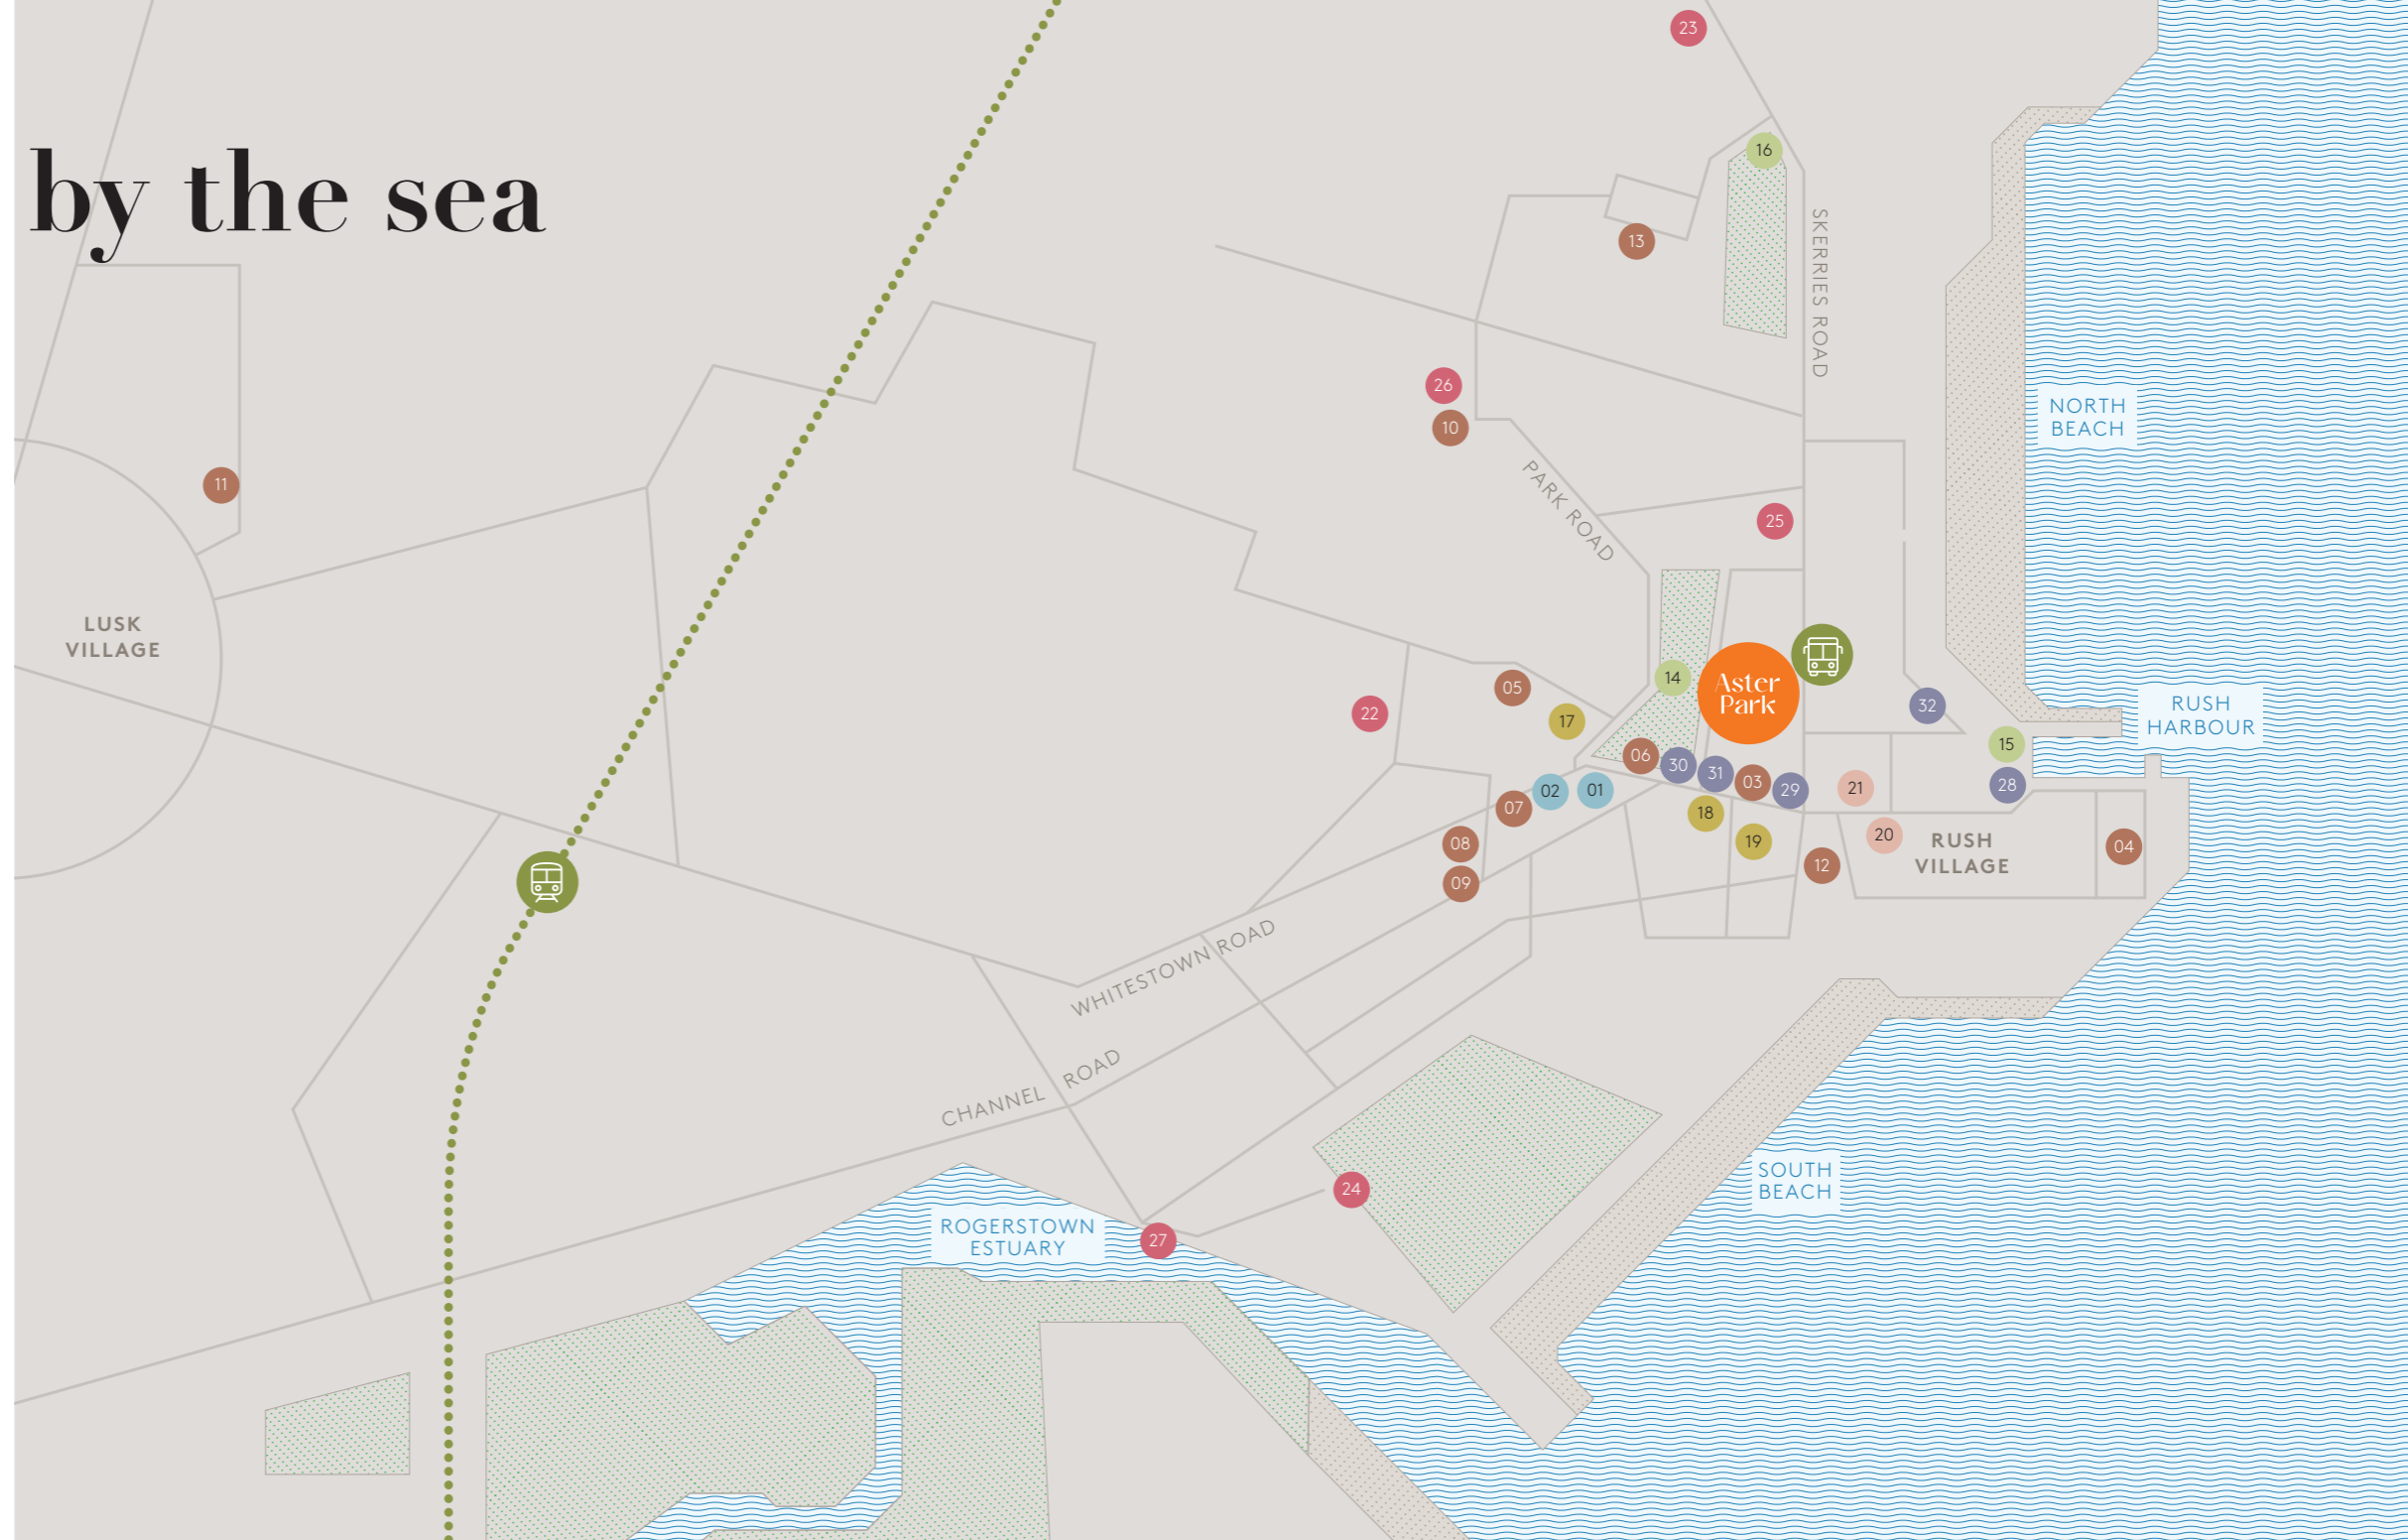 by the sea
23
16
13
SKERRIES ROAD
NORTH
BEACH
26
10
11
PARK ROAD
25
LUSK
VILLAGE
14
Aster
Park
05
22
17
32
RUSH
HARBOUR
15
06
30
31
03
29
21
28
02
01
07
18
19
20
RUSH
VILLAGE
04
08
09
12
WHITESTOWN ROAD
CHANNEL ROAD
SOUTH
BEACH
24
ROGERSTOWN
ESTUARY
27